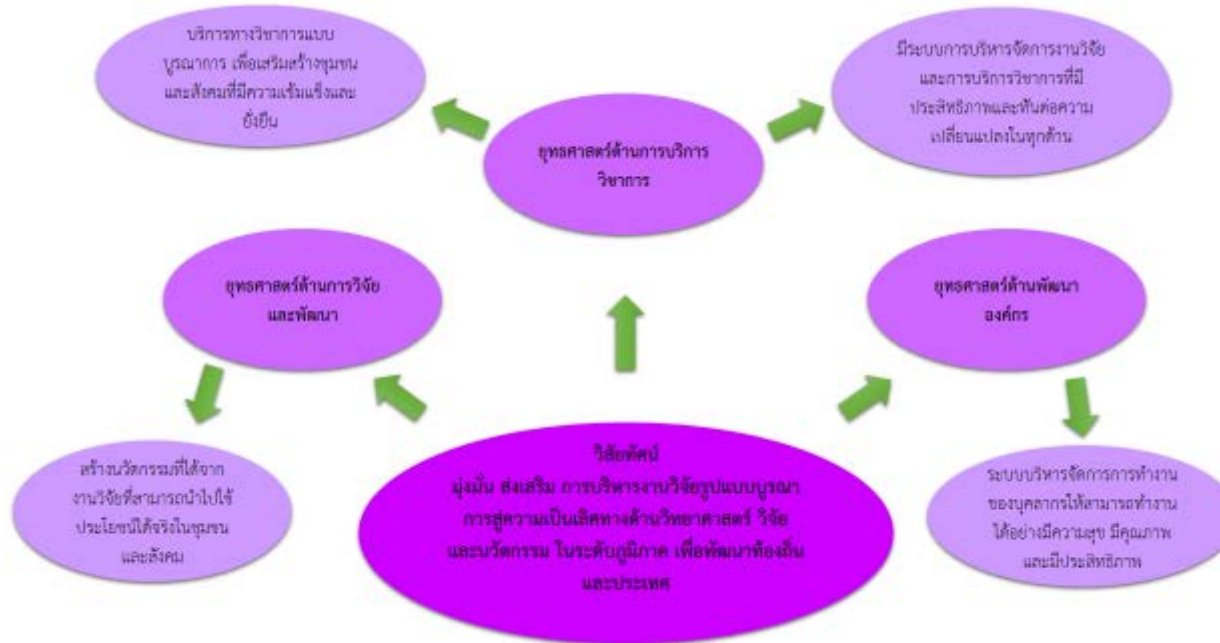 บริการทางวิชาการแบบ
บูรณาการ เพื่อเสริมสร้างชุมชน
และสังคมที่มีความเข้มแข็งและ
ยั่งยืน
มีระบบการบริหารจัดการงานวิจัย
และการบริการวิชาการที่มี
ประสิทธิภาพและทันต่อความ
เปลี่ยนแปลงในทุกด้าน
ยุทธศาสตร์ด้านการบริการ
วิชาการ
ยุทธศาสตร์ด้านการวิจัย
และพัฒนา
ยุทธศาสตร์ด้านพัฒนา
องค์กร
สร้างนวัตกรรมที่ได้จาก
งานวิจัยที่สามารถนำไปใช้
ประโยชน์ได้จริงในชุมชน
และสังคม
วิสัยทัศน์
มุ่งมั่น ส่งเสริม การบริหารงานวิจัยรูปแบบบูรณา
การสู่ความเป็นเลิศทางด้านวิทยาศาสตร์ วิจัย
และนวัตกรรม ในระดับภูมิภาค เพื่อพัฒนาท้องถิ่น
และประเทศ
ระบบบริหารจัดการการทำงาน
ของบุคลากรให้สามารถทำงาน
ได้อย่างมีความสุข มีคุณภาพ
และมีประสิทธิภาพ